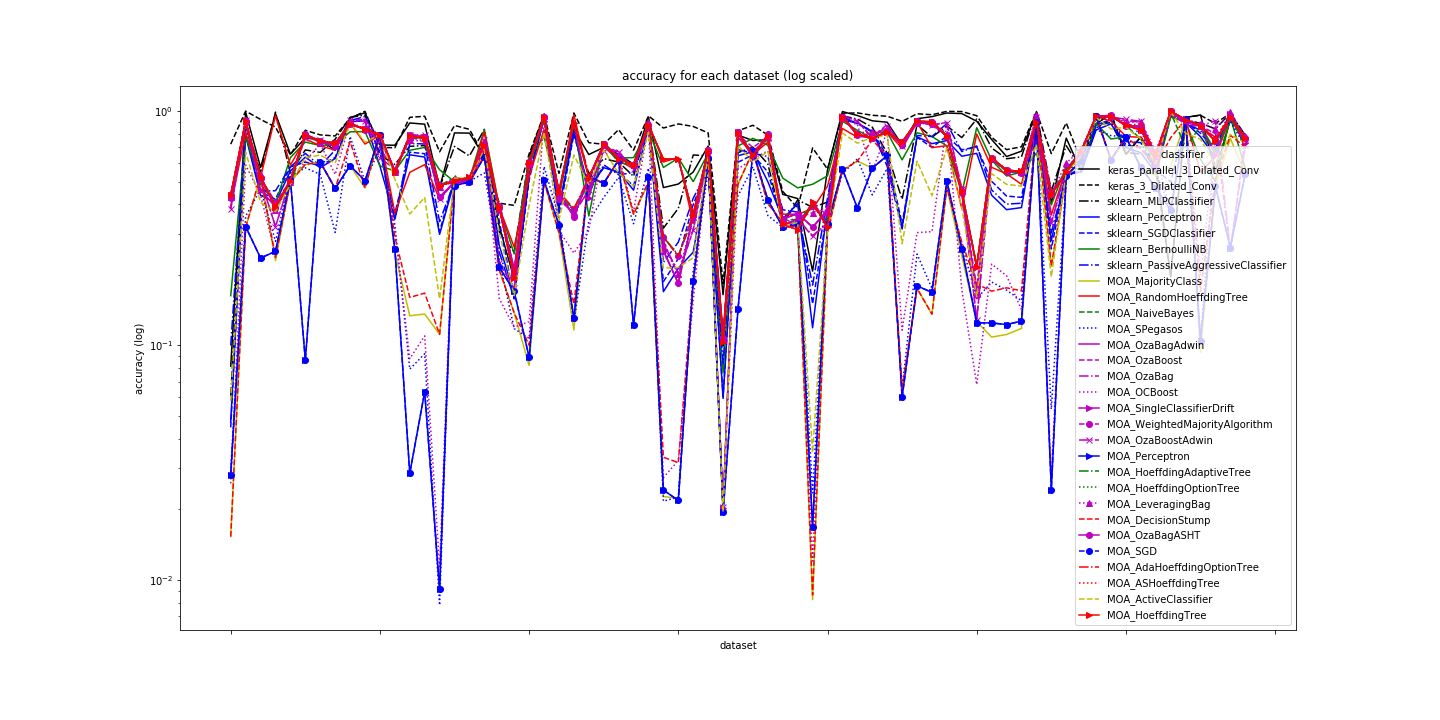 accuracy for each dataset (log scaled)
10⁰
10⁻¹
10⁻²
accuracy (log)
dataset
classifier
keras_parallel_3_Dilated_Conv
keras_3_Dilated_Conv
sklearn_MLPClassifier
sklearn_Perceptron
sklearn_SGDClassifier
sklearn_BernoulliNB
sklearn_PassiveAggressiveClassifier
MOA_MajorityClass
MOA_RandomHoeffdingTree
MOA_NaiveBayes
MOA_SPegasos
MOA_OzaBagAdwin
MOA_OzaBoost
MOA_OzaBag
MOA_OCBoost
MOA_SingleClassifierDrift
MOA_WeightedMajorityAlgorithm
MOA_OzaBoostAdwin
MOA_Perceptron
MOA_HoeffdingAdaptiveTree
MOA_HoeffdingOptionTree
MOA_LeveragingBag
MOA_DecisionStump
MOA_OzaBagASHT
MOA_SGD
MOA_AdaHoeffdingOptionTree
MOA_ASHoeffdingTree
MOA_ActiveClassifier
MOA_HoeffdingTree